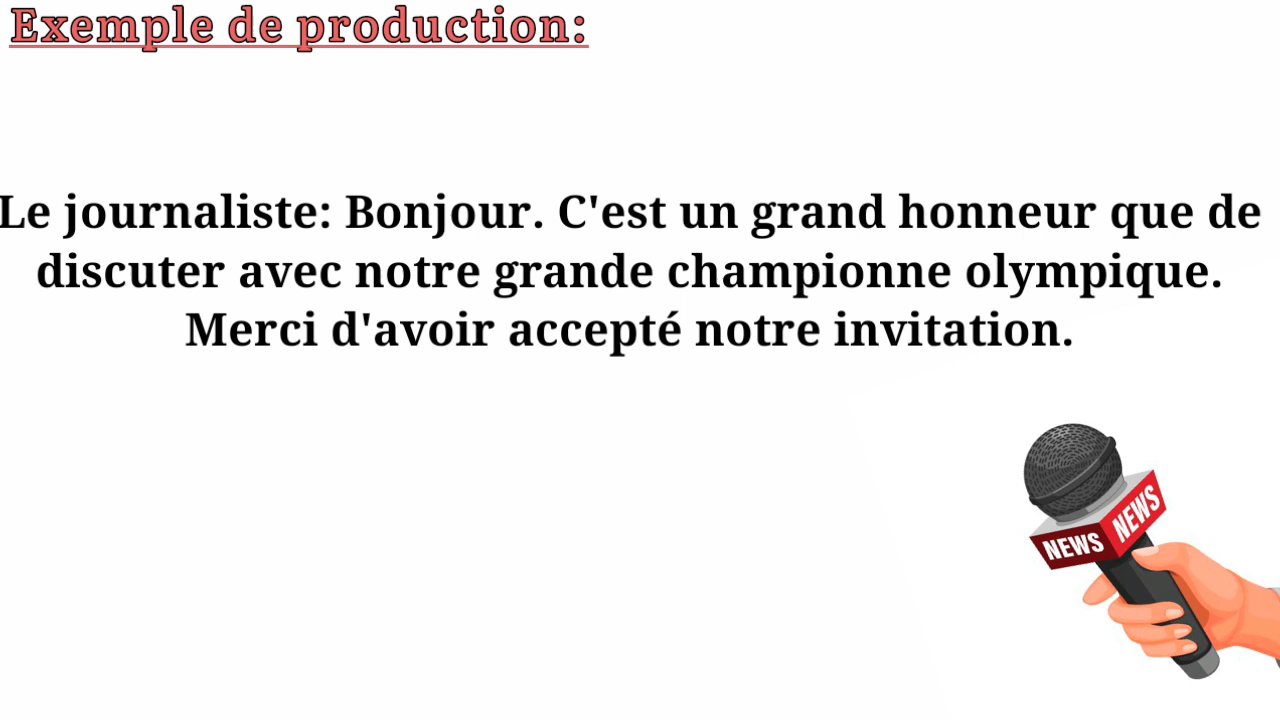 Exemple de production:
Le journaliste: Bonjour. C'est un grand honneur que de
discuter avec notre grande championne olympique.
Merci d'avoir accepté notre invitation.
NEWS NEWS